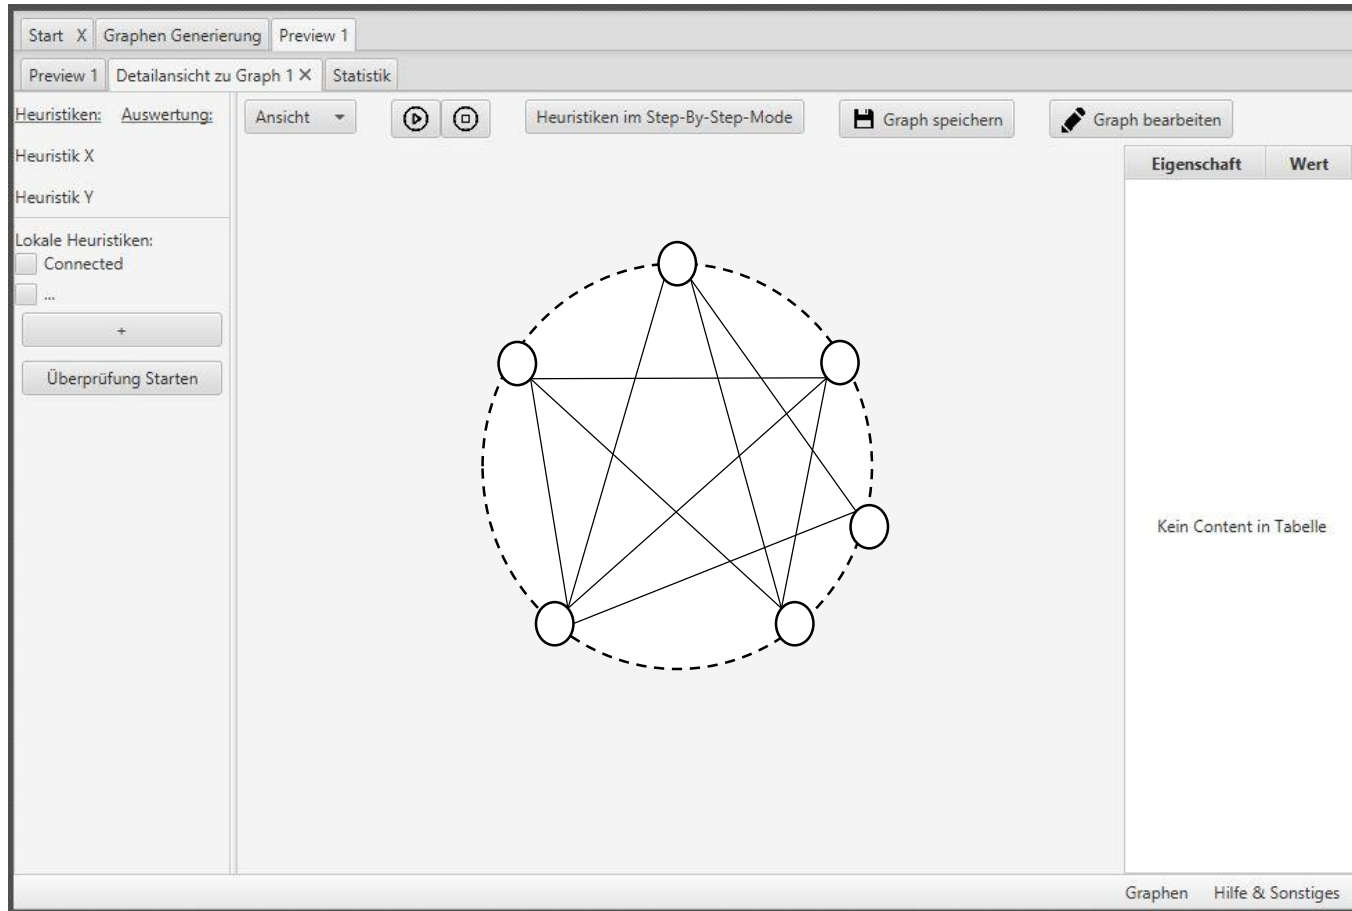 Start X Graphen Generierung Preview 1
Preview 1 Detailansicht zu Graph 1 X Statistik
Heuristiken: Auswertung:
Heuristik X
Heuristik Y
Lokale Heuristiken:
Connected
...
+
Überprüfung Starten
Ansicht
Heuristiken im Step-By-Step-Mode
Graph speichern
Graph bearbeiten
Eigenschaft Wert
Kein Content in Tabelle
Graphen Hilfe & Sonstiges